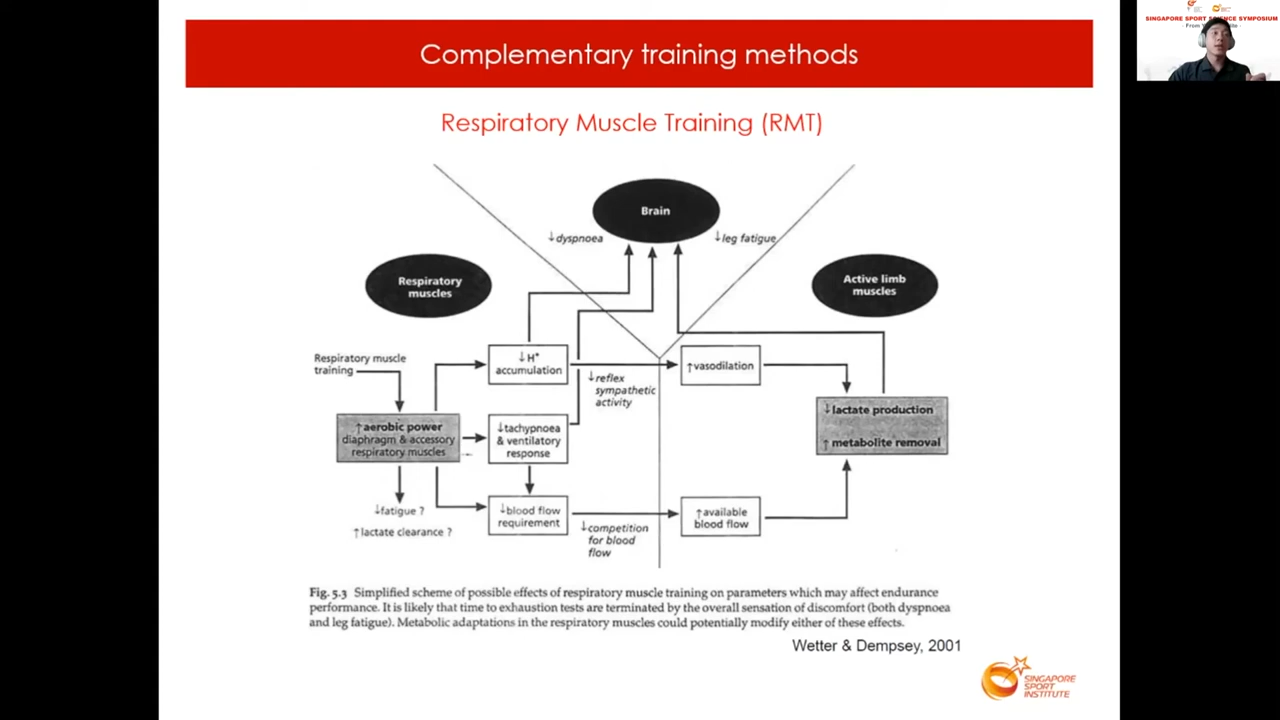 Complementary training methods
SINGAPORE SPORT SCIENCE SYMPOSIUM
Respiratory Muscle Training (RMT)
Brain
↓dyspnoea
↓leg fatigue
Respiratory
muscles
Active limb
muscles
Respiratory muscle
training
↓H⁺
accumulation
↓reflex
sympathetic
activity
↑vasodilation
↑aerobic power
diaphragm & accessory
respiratory muscles
↓tachypnoea
& ventilatory
response
↓lactate production
↑metabolite removal
↓fatigue ?
↑lactate clearance ?
↓blood flow
requirement
↓competition
for blood
flow
↑available
blood flow
Fig. 5.3 Simplified scheme of possible effects of respiratory muscle training on parameters which may affect endurance
performance. It is likely that time to exhaustion tests are terminated by the overall sensation of discomfort (both dyspnoea
and leg fatigue). Metabolic adaptations in the respiratory muscles could potentially modify either of these effects.
Wetter & Dempsey, 2001
SINGAPORE
SPORT
INSTITUTE